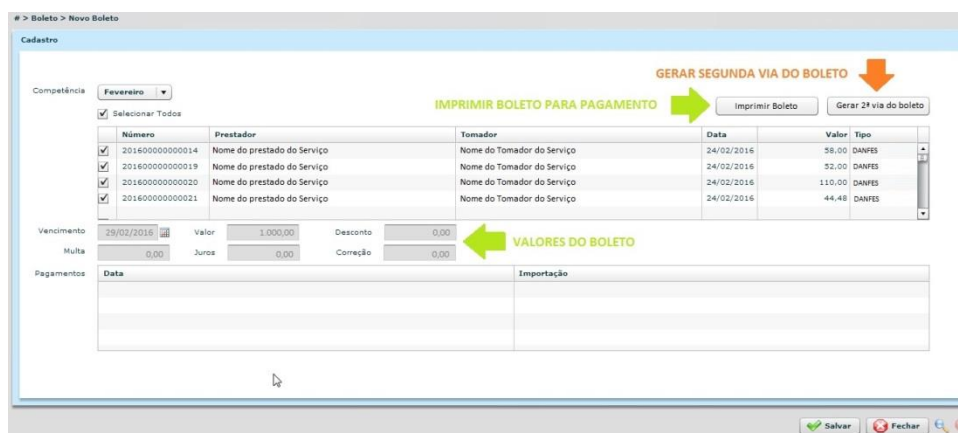 # > Boleto > Novo Boleto
Cadastro
GERAR SEGUNDA VIA DO BOLETO
Competência Fevereiro
IMPRIMIR BOLETO PARA PAGAMENTO Imprimir Boleto Gerar 2ª via do boleto
Selecionar Todos
Número Prestador Tomador Data Valor Tipo
201600000000014 Nome do prestado do Serviço Nome do Tomador do Serviço 24/02/2016 58,00 DANFES
201600000000019 Nome do prestado do Serviço Nome do Tomador do Serviço 24/02/2016 52,00 DANFES
201600000000020 Nome do prestado do Serviço Nome do Tomador do Serviço 24/02/2016 110,00 DANFES
201600000000021 Nome do prestado do Serviço Nome do Tomador do Serviço 24/02/2016 44,48 DANFES
Vencimento 29/02/2016 Valor 1.000,00 Desconto 0,00
VALORES DO BOLETO
Multa 0,00 Juros 0,00 Correção 0,00
Pagamentos Data Importação
Salvar Fechar